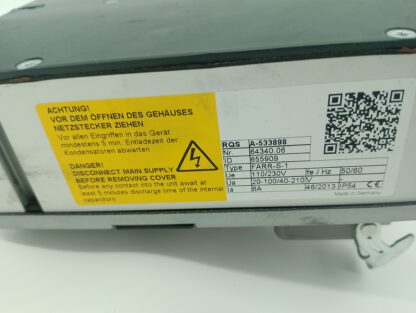 ACHTUNG!
VOR DEM ÖFFNEN DES GEHÄUSES
NETZSTECKER ZIEHEN
Vor allen Eingriffen in das Gerät
mindestens 5 min. Entladezeit der
Kondensatoren abwarten
DANGER!
DISCONNECT MAIN SUPPLY
BEFORE REMOVING COVER
Before any contact into the unit await at
least 5 minutes discharge time of the internal
capacitors
RQS A-533898
Nr 64340.06
ID 655909
Type FARR-S-1
Ue 110/230V fe / Hz 50/60
Ua 20-100/40-210V
Ia 6A 46/2013 IP54 CE
Made in Germany